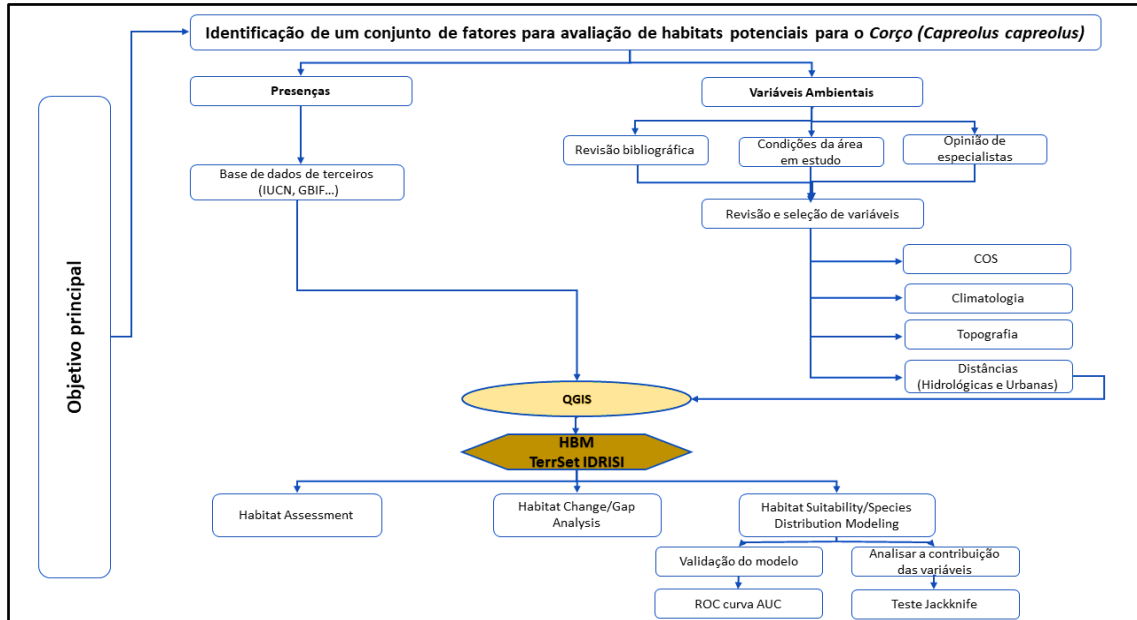 Identificação de um conjunto de fatores para avaliação de habitats potenciais para o Corço (Capreolus capreolus)
Objetivo principal
Presenças
Variáveis Ambientais
Revisão bibliográfica
Condições da área
em estudo
Opinião de
especialistas
Base de dados de terceiros
(IUCN, GBIF...)
Revisão e seleção de variáveis
COS
Climatologia
Topografia
Distâncias
(Hidrológicas e Urbanas)
QGIS
HBM
TerrSet IDRISI
Habitat Assessment
Habitat Change/Gap
Analysis
Habitat Suitability/Species
Distribution Modeling
Validação do modelo
Analisar a contribuição
das variáveis
ROC curva AUC
Teste Jackknife